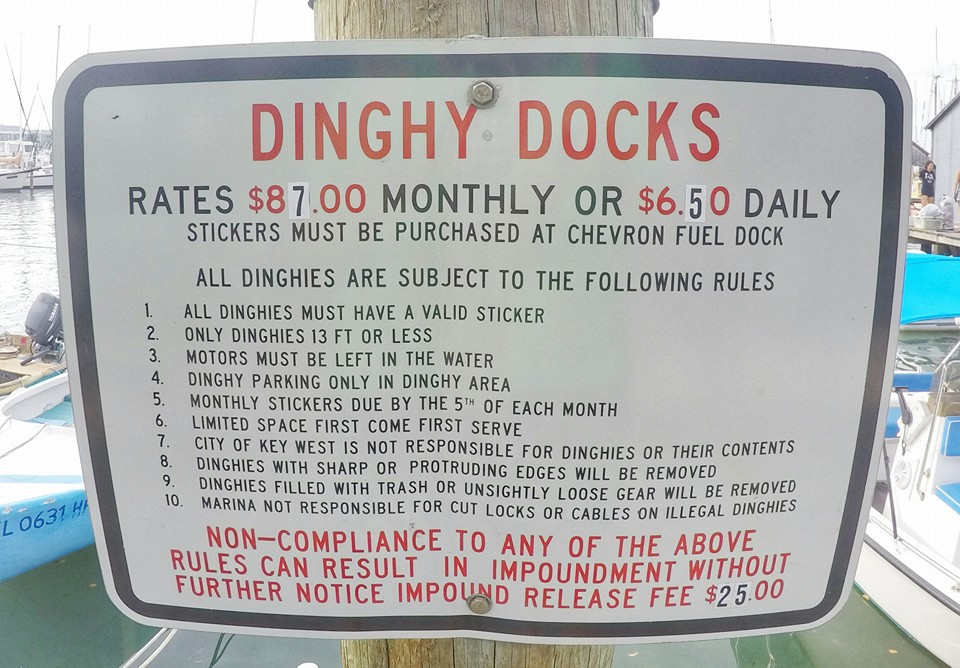 DINGHY DOCKS
RATES $87.00 MONTHLY OR $6.50 DAILY
STICKERS MUST BE PURCHASED AT CHEVRON FUEL DOCK
ALL DINGHIES ARE SUBJECT TO THE FOLLOWING RULES
1. ALL DINGHIES MUST HAVE A VALID STICKER
2. ONLY DINGHIES 13 FT OR LESS
3. MOTORS MUST BE LEFT IN THE WATER
4. DINGHY PARKING ONLY IN DINGHY AREA
5. MONTHLY STICKERS DUE BY THE 5TH OF EACH MONTH
6. LIMITED SPACE FIRST COME FIRST SERVE
7. CITY OF KEY WEST IS NOT RESPONSIBLE FOR DINGHIES OR THEIR CONTENTS
8. DINGHIES WITH SHARP OR PROTRUDING EDGES WILL BE REMOVED
9. DINGHIES FILLED WITH TRASH OR UNSIGHTLY LOOSE GEAR WILL BE REMOVED
10. MARINA NOT RESPONSIBLE FOR CUT LOCKS OR CABLES ON ILLEGAL DINGHIES
NON-COMPLIANCE TO ANY OF THE ABOVE
RULES CAN RESULT IN IMPOUNDMENT WITHOUT
FURTHER NOTICE IMPOUND RELEASE FEE $25.00
L 0631 H